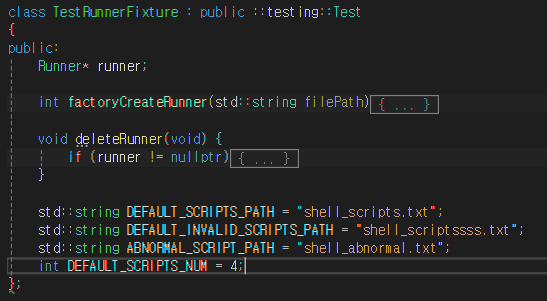 class TestRunnerFixture : public ::testing::Test
{
public:
    Runner* runner;

    int factoryCreateRunner(std::string filePath){ ... }

    void deleteRunner(void) {
        if (runner != nullptr){ ... }
    }

    std::string DEFAULT_SCRIPTS_PATH = "shell_scripts.txt";
    std::string DEFAULT_INVALID_SCRIPTS_PATH = "shell_scriptssss.txt";
    std::string ABNORMAL_SCRIPT_PATH = "shell_abnormal.txt";
    int DEFAULT_SCRIPTS_NUM = 4;
};